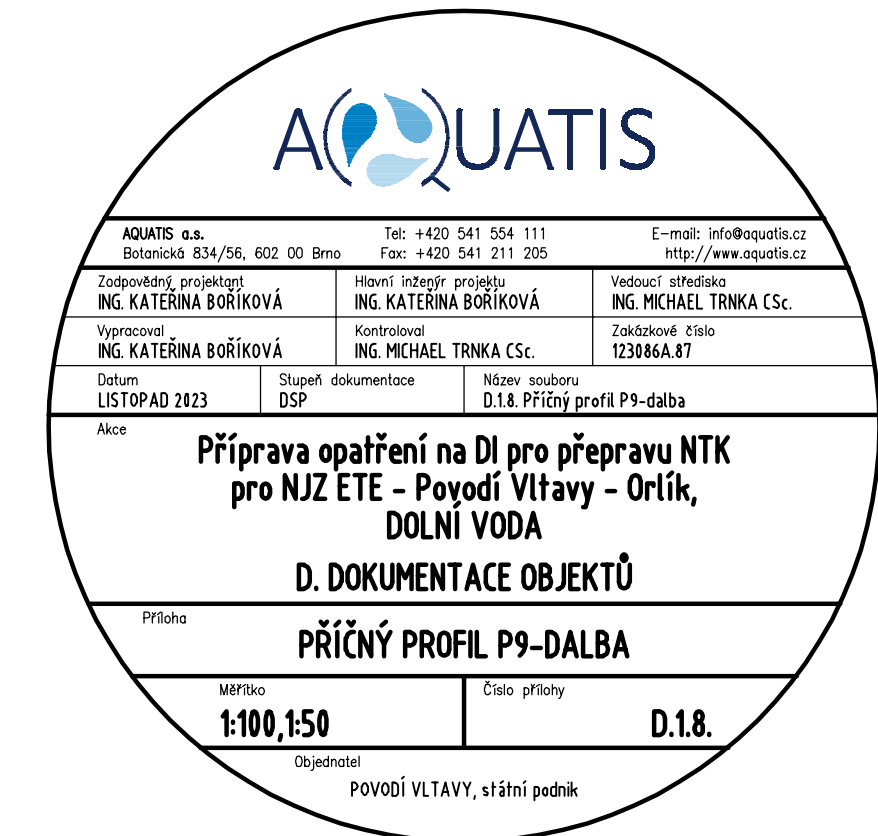 AQUATIS
AQUATIS a.s. Tel: +420 541 554 111 E-mail: info@aquatis.cz
Botanická 834/56, 602 00 Brno Fax: +420 541 211 205 http://www.aquatis.cz
Zodpovědný projektant Hlavní inženýr projektu Vedoucí střediska
ING. KATEŘINA BOŘÍKOVÁ ING. KATEŘINA BOŘÍKOVÁ ING. MICHAEL TRNKA CSc.
Vypracoval Kontroloval Zakázkové číslo
ING. KATEŘINA BOŘÍKOVÁ ING. MICHAEL TRNKA CSc. 123086A.87
Datum Stupeň dokumentace Název souboru
LISTOPAD 2023 DSP D.1.8. Příčný profil P9-dalba
Akce
Příprava opatření na DI pro přepravu NTK
pro NJZ ETE - Povodí Vltavy - Orlík,
DOLNÍ VODA
D. DOKUMENTACE OBJEKTŮ
Příloha
PŘÍČNÝ PROFIL P9-DALBA
Měřítko Číslo přílohy
1:100,1:50 D.1.8.
Objednatel
POVODÍ VLTAVY, státní podnik